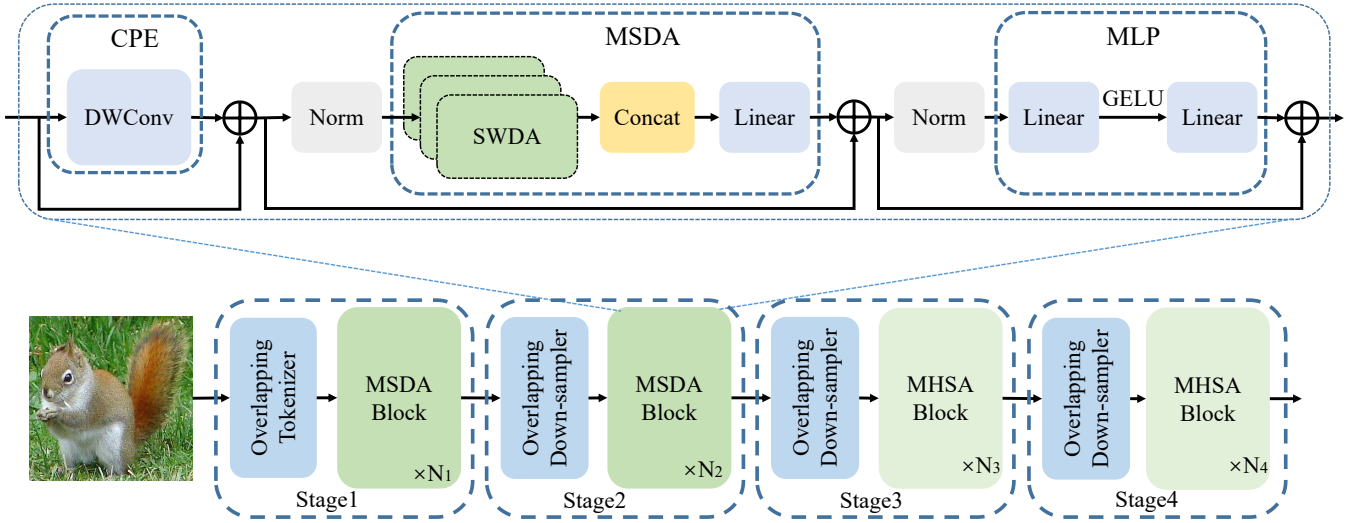 CPE
MSDA
MLP
DWConv
Norm
SWDA
Concat
Linear
Norm
Linear
GELU
Linear
Overlapping
Tokenizer
MSDA
Block
×N1
Stage1
Overlapping
Down-sampler
MSDA
Block
×N2
Stage2
Overlapping
Down-sampler
MHSA
Block
×N3
Stage3
Overlapping
Down-sampler
MHSA
Block
×N4
Stage4